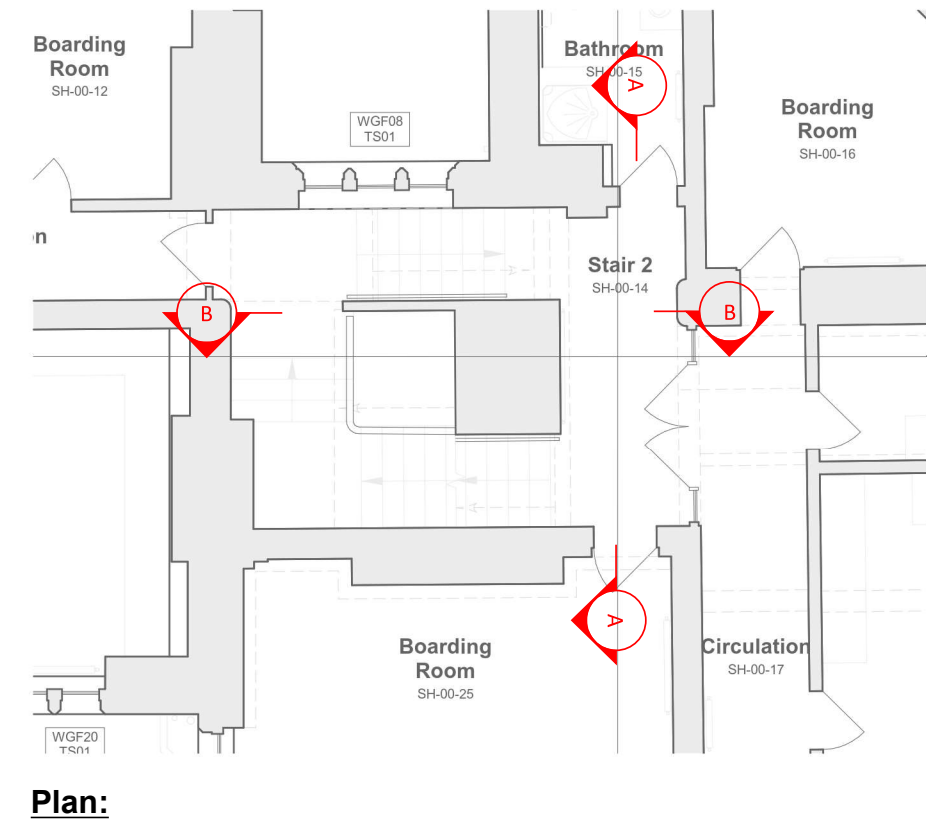 Boarding
Room
SH-00-12
Bathroom
SH-00-15
A
WGF08
TS01
Boarding
Room
SH-00-16
n
Stair 2
SH-00-14
B
B
A
Boarding
Room
SH-00-25
Circulation
SH-00-17
WGF20
TS01
Plan: